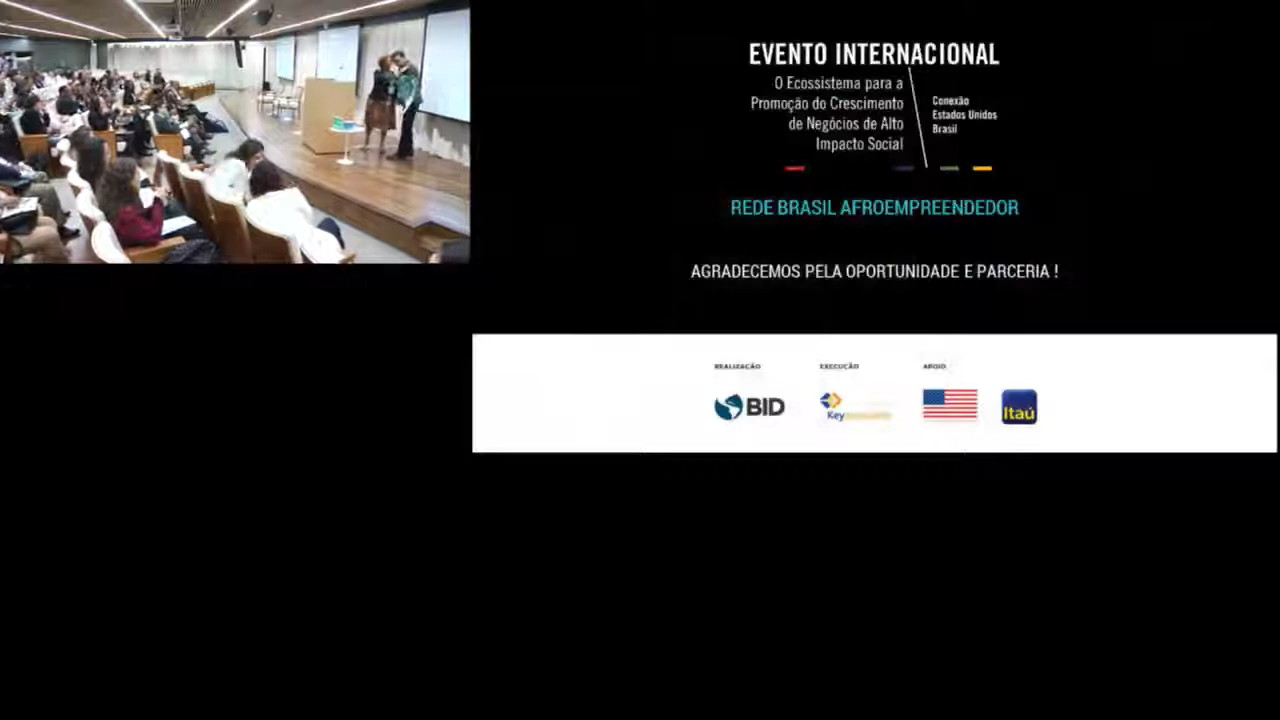 EVENTO INTERNACIONAL
O Ecossistema para a
Promoção do Crescimento
de Negócios de Alto
Impacto Social
Conexão
Estados Unidos
Brasil
REDE BRASIL AFROEMPREENDEDOR
AGRADECEMOS PELA OPORTUNIDADE E PARCERIA !
REALIZAÇÃO
EXECUÇÃO
APOIO
BID
Key
Itaú